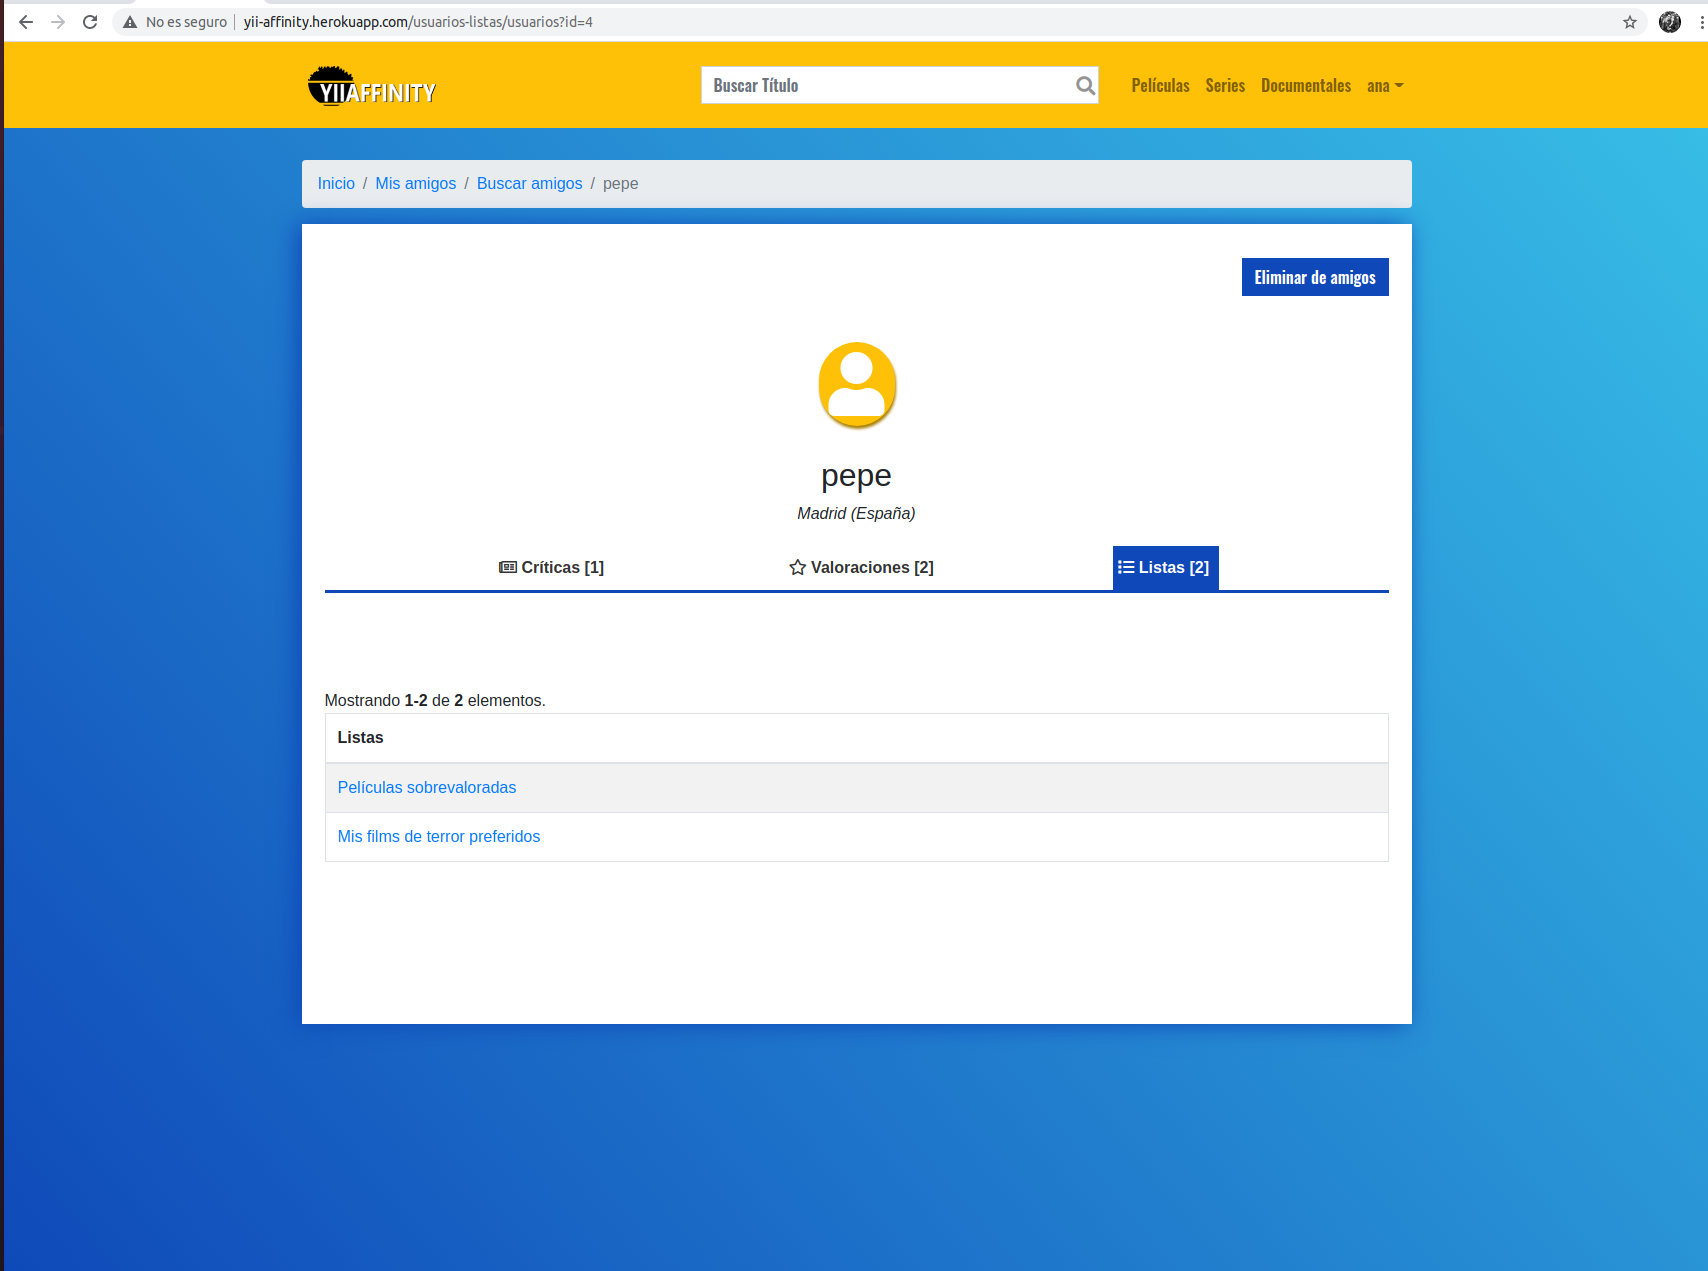 No es seguro yii-affinity.herokuapp.com/usuarios-listas/usuarios?id=4
YIIAFFINITY
Buscar Título
Películas Series Documentales ana
Inicio / Mis amigos / Buscar amigos / pepe
Eliminar de amigos
pepe
Madrid (España)
Críticas [1] Valoraciones [2] Listas [2]
Mostrando 1-2 de 2 elementos.
Listas
Películas sobrevaloradas
Mis films de terror preferidos